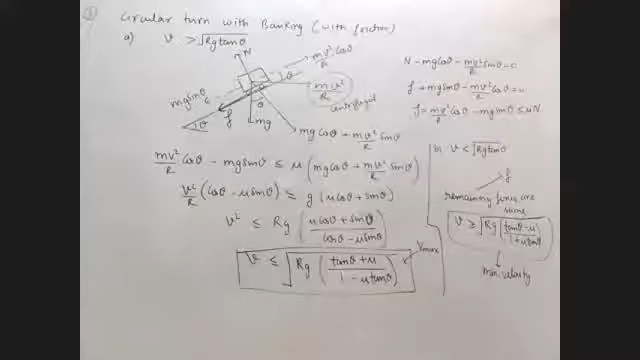 Circular turn with Banking (with friction)
a) v > √Rg tanθ
N
mv²/R cosθ
θ
mv²/R
centrifugal
mg sinθ
f
θ
θ
mg
mg cosθ + mv²/R sinθ
N - mg cosθ - mv²/R sinθ = 0
f + mg sinθ - mv²/R cosθ = 0
f = mv²/R cosθ - mg sinθ ≤ μN
mv²/R cosθ - mg sinθ ≤ μ(mg cosθ + mv²/R sinθ)
v²/R (cosθ - μ sinθ) ≤ g(μ cosθ + sinθ)
v² ≤ Rg (μ cosθ + sinθ / cosθ - μ sinθ)
v ≤ √Rg (tanθ + μ / 1 - μ tanθ)
Vmax
b) v < √Rg tanθ
f
remaining forces are
same
v ≥ √Rg (tanθ - μ / 1 + μ tanθ)
min. velocity